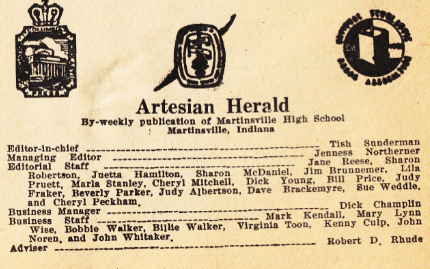 COLUMBIA
PRESS
Artesian Herald
By-weekly publication of Martinsville High School
Martinsville, Indiana
Editor-in-chief ---------- Tish Sunderman
Managing Editor ---------- Jenness Northerner
Editorial Staff ---------- Jane Reese, Sharon
Robertson, Juetta Hamilton, Sharon McDaniel, Jim Brunnemer, Lila
Pruett, Marla Stanley, Cheryl Mitchell, Dick Young, Bill Price, Judy
Fraker, Beverly Parker, Judy Albertson, Dave Brackemyre, Sue Weddle,
and Cheryl Peckham.
Business Manager ---------- Dick Champlin
Business Staff ---------- Mark Kendall, Mary Lynn
Wise, Bobbie Walker, Billie Walker, Virginia Toon, Kenny Culp, John
Noren, and John Whitaker.
Adviser ---------- Robert D. Rhude